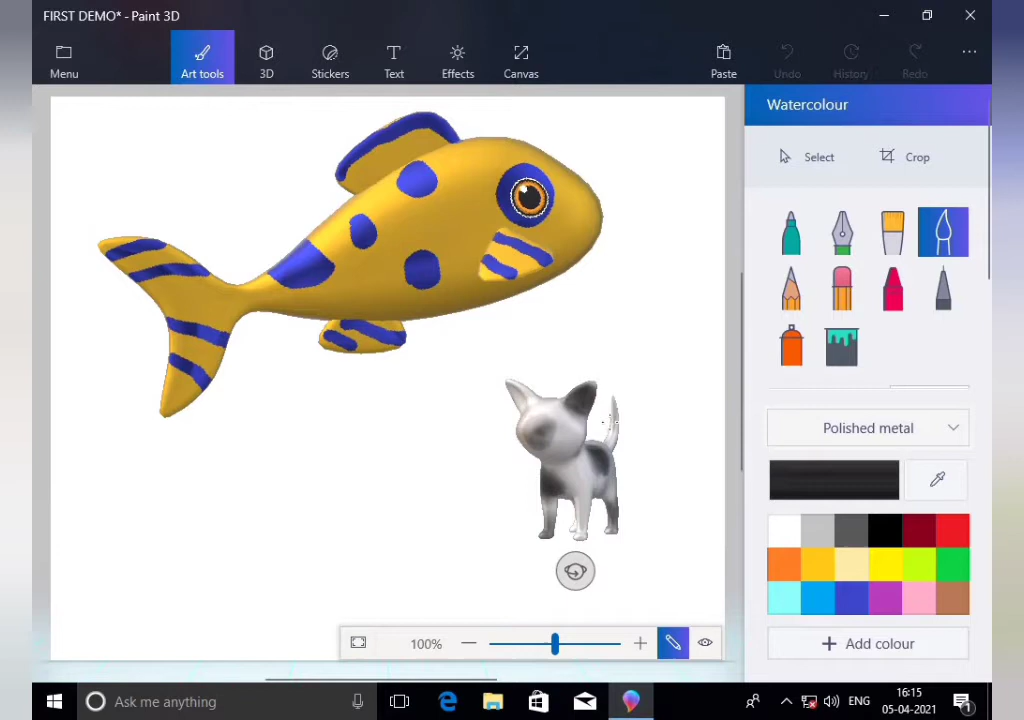 FIRST DEMO* - Paint 3D
Menu
Art tools
3D
Stickers
Text
Effects
Canvas
Paste
Undo
History
Redo
Watercolour
Select
Crop
Polished metal
Add colour
100%
Ask me anything
ENG
16:15
05-04-2021
1